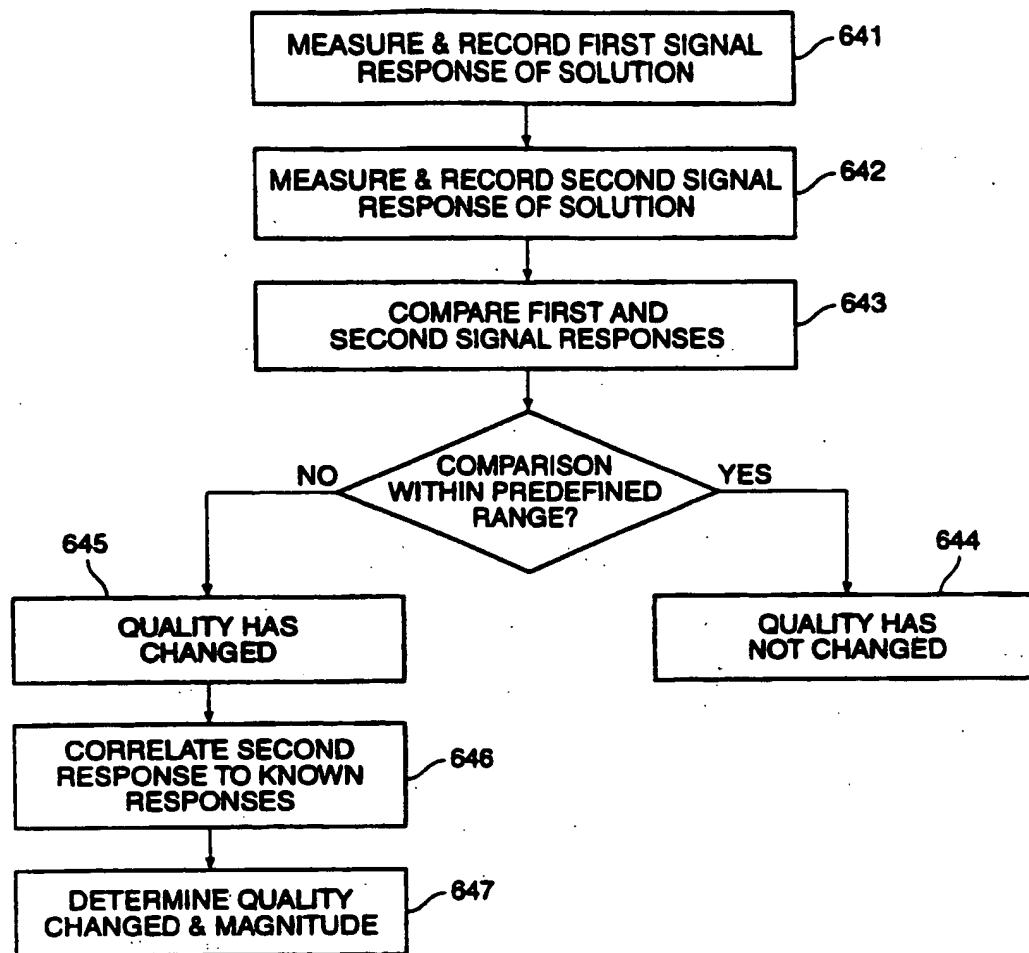 MEASURE & RECORD FIRST SIGNAL
RESPONSE OF SOLUTION
641
MEASURE & RECORD SECOND SIGNAL
RESPONSE OF SOLUTION
642
COMPARE FIRST AND
SECOND SIGNAL RESPONSES
643
COMPARISON
WITHIN PREDEFINED
RANGE?
NO
YES
645
QUALITY HAS
CHANGED
644
QUALITY HAS
NOT CHANGED
CORRELATE SECOND
RESPONSE TO KNOWN
RESPONSES
646
DETERMINE QUALITY
CHANGED & MAGNITUDE
647